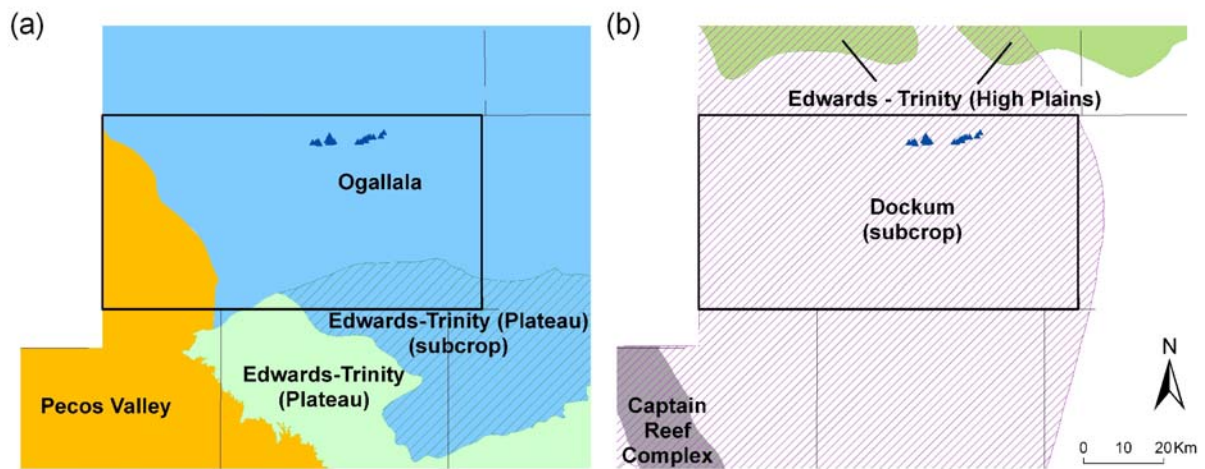 (a)
Ogallala
Edwards-Trinity (Plateau)
(subcrop)
Edwards-Trinity
(Plateau)
Pecos Valley
(b)
Edwards - Trinity (High Plains)
Dockum
(subcrop)
Captain
Reef
Complex
N
0 10 20 Km